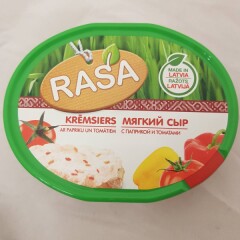 RASA
MADE IN
LATVIA
RAŽOTS
LATVIJĀ
KRĒMSIERS
AR PAPRIKU UN TOMĀTIEM
МЯГКИЙ СЫР
С ПАПРИКОЙ И ТОМАТАМИ